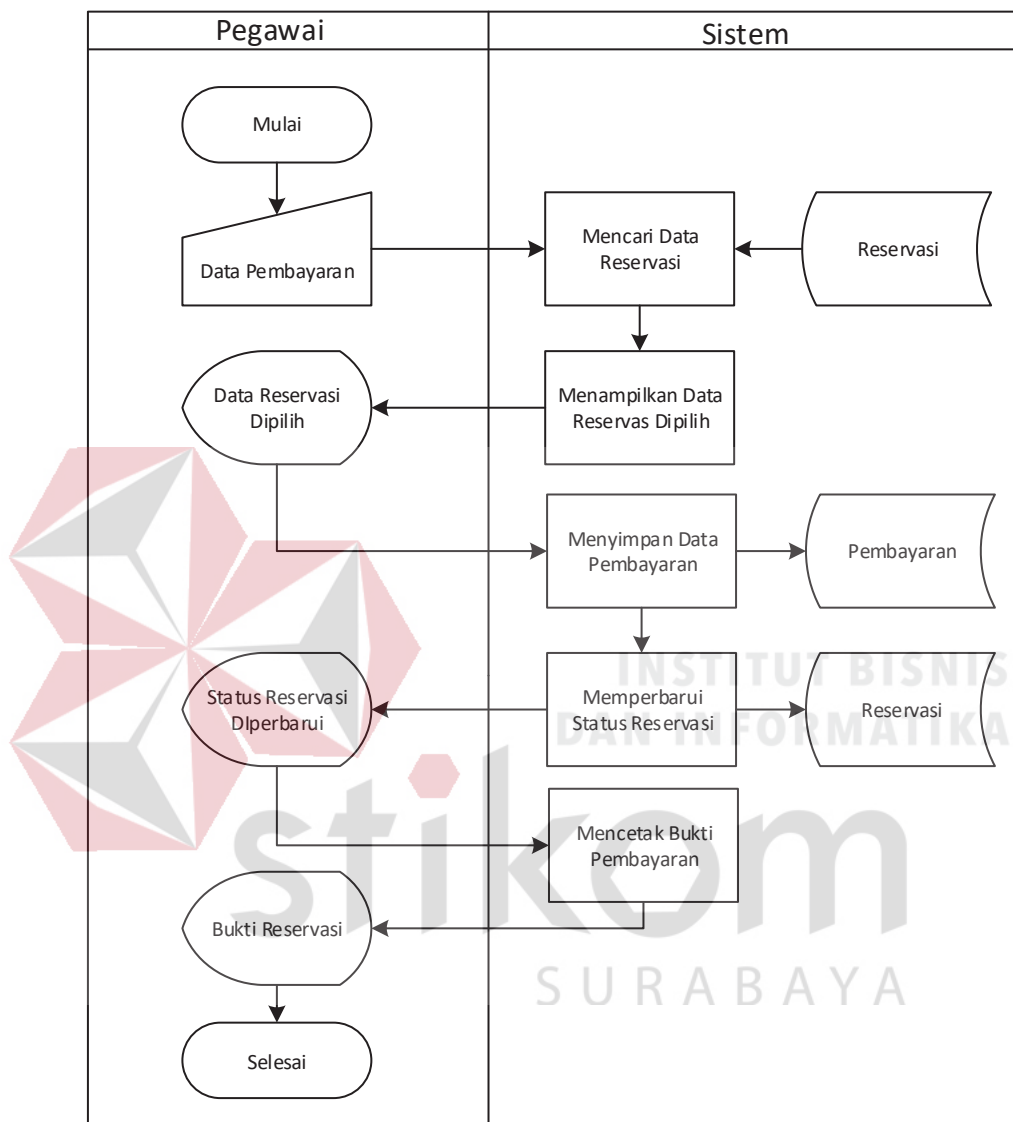 Pegawai
Sistem
Mulai
Data Pembayaran
Mencari Data
Reservasi
Reservasi
Data Reservasi
Dipilih
Menampilkan Data
Reservas Dipilih
Menyimpan Data
Pembayaran
Pembayaran
Status Reservasi
DIperbarui
Memperbarui
Status Reservasi
Reservasi
INSTITUT BISNIS
DAN INFORMATIKA
stikom
SURABAYA
Mencetak Bukti
Pembayaran
Bukti Reservasi
Selesai